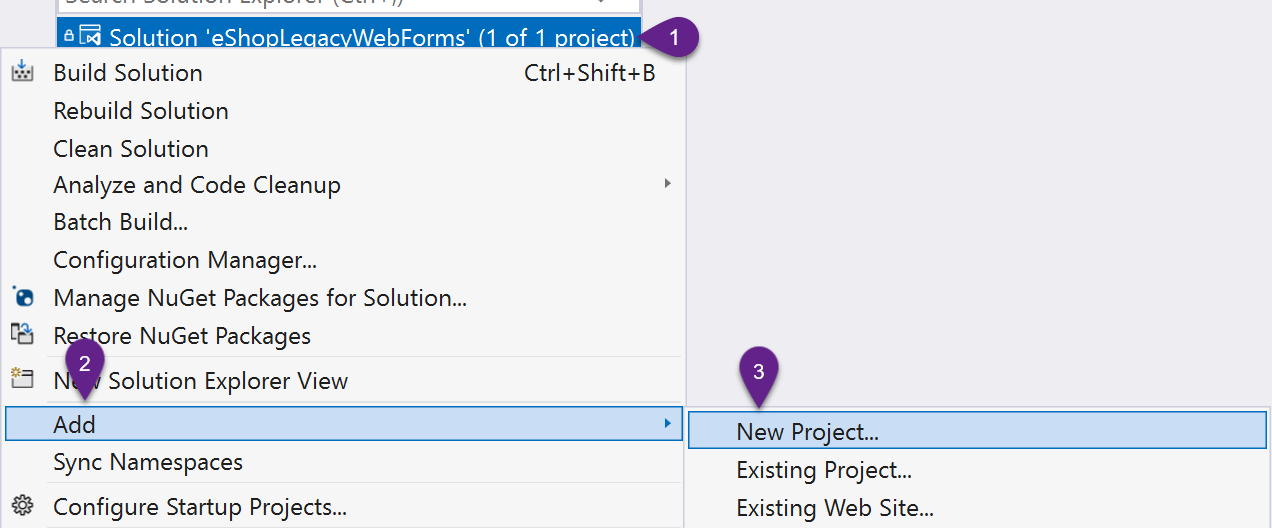 Search Solution Explorer (Ctrl+;)
Solution 'eShopLegacyWebForms' (1 of 1 project)
1
Build Solution Ctrl+Shift+B
Rebuild Solution
Clean Solution
Analyze and Code Cleanup
Batch Build...
Configuration Manager...
Manage NuGet Packages for Solution...
Restore NuGet Packages
2
New Solution Explorer View
3
Add
New Project...
Sync Namespaces
Existing Project...
Configure Startup Projects...
Existing Web Site...